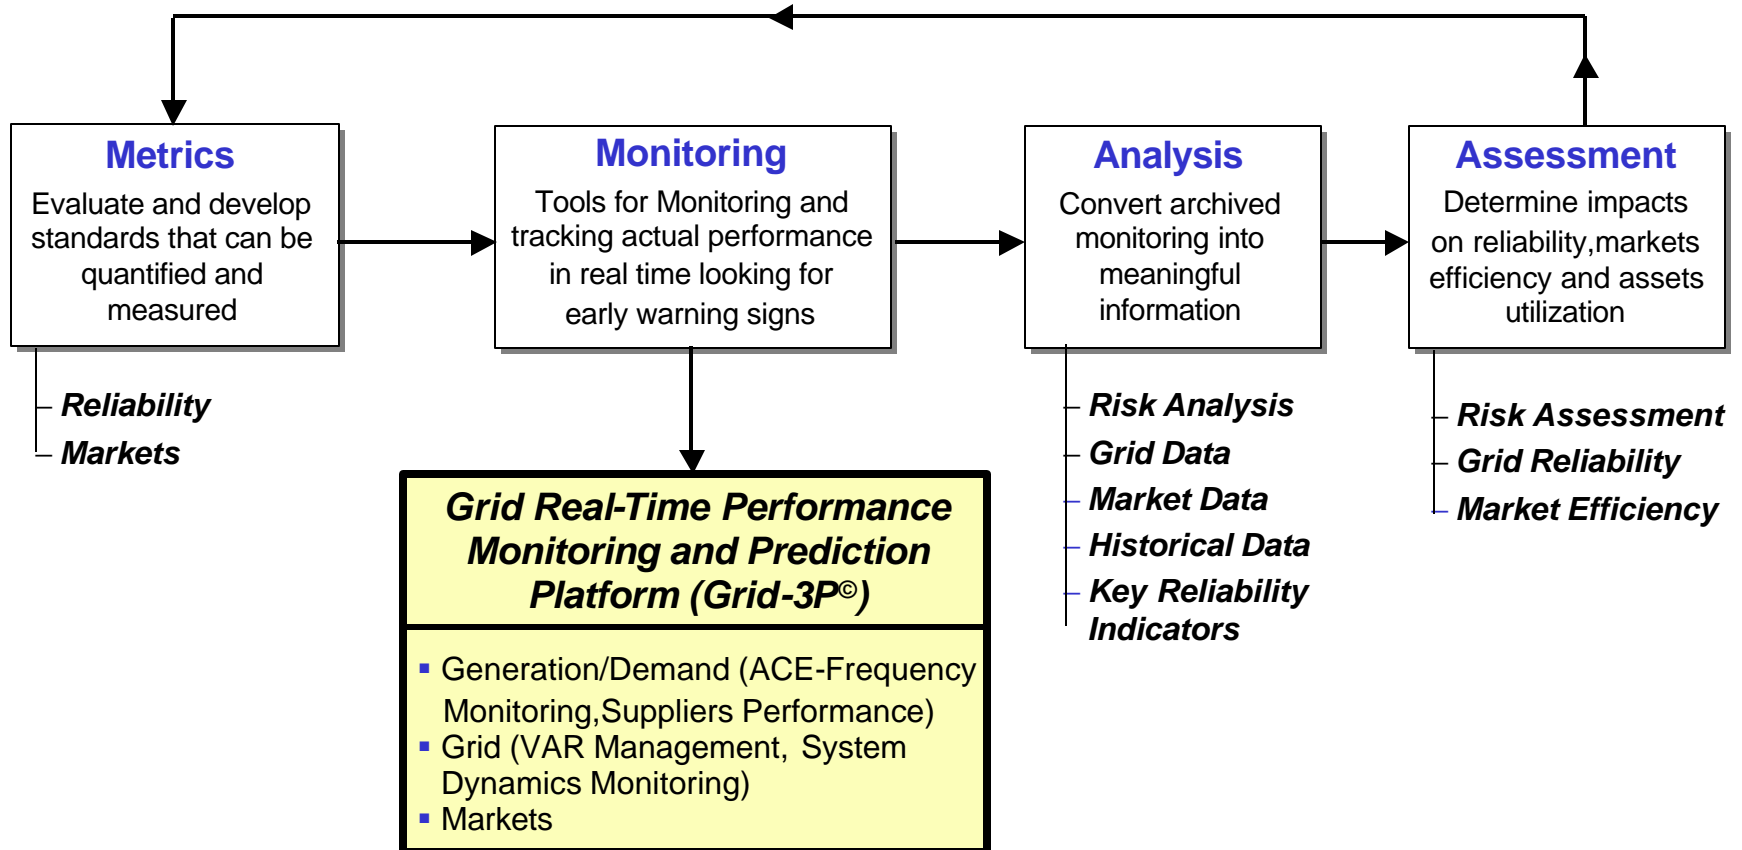 Metrics
Evaluate and develop
standards that can be
quantified and
measured
– Reliability
– Markets
Monitoring
Tools for Monitoring and
tracking actual performance
in real time looking for
early warning signs
Grid Real-Time Performance
Monitoring and Prediction
Platform (Grid-3P©)
▪ Generation/Demand (ACE-Frequency
Monitoring,Suppliers Performance)
▪ Grid (VAR Management, System
Dynamics Monitoring)
▪ Markets
Analysis
Convert archived
monitoring into
meaningful
information
– Risk Analysis
– Grid Data
– Market Data
– Historical Data
– Key Reliability
Indicators
Assessment
Determine impacts
on reliability,markets
efficiency and assets
utilization
– Risk Assessment
– Grid Reliability
– Market Efficiency